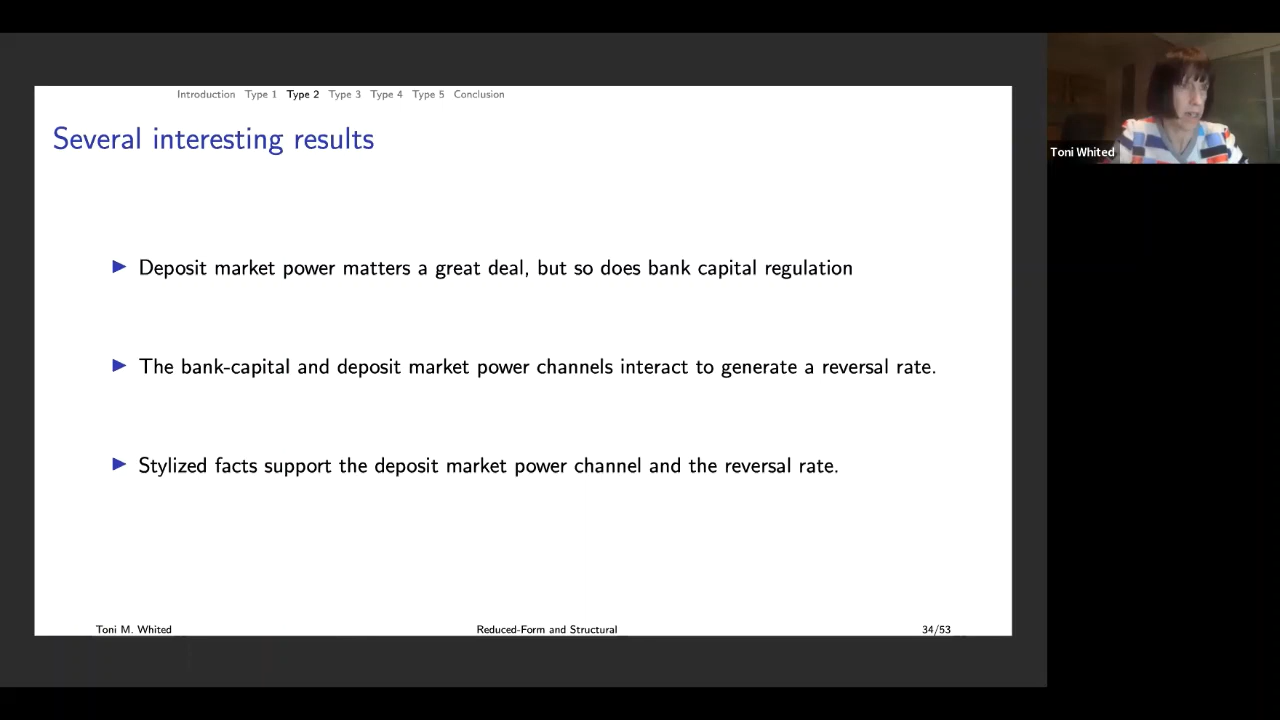 Introduction Type 1 Type 2 Type 3 Type 4 Type 5 Conclusion
Several interesting results
Toni Whited
▶ Deposit market power matters a great deal, but so does bank capital regulation
▶ The bank-capital and deposit market power channels interact to generate a reversal rate.
▶ Stylized facts support the deposit market power channel and the reversal rate.
Toni M. Whited Reduced-Form and Structural 34/53